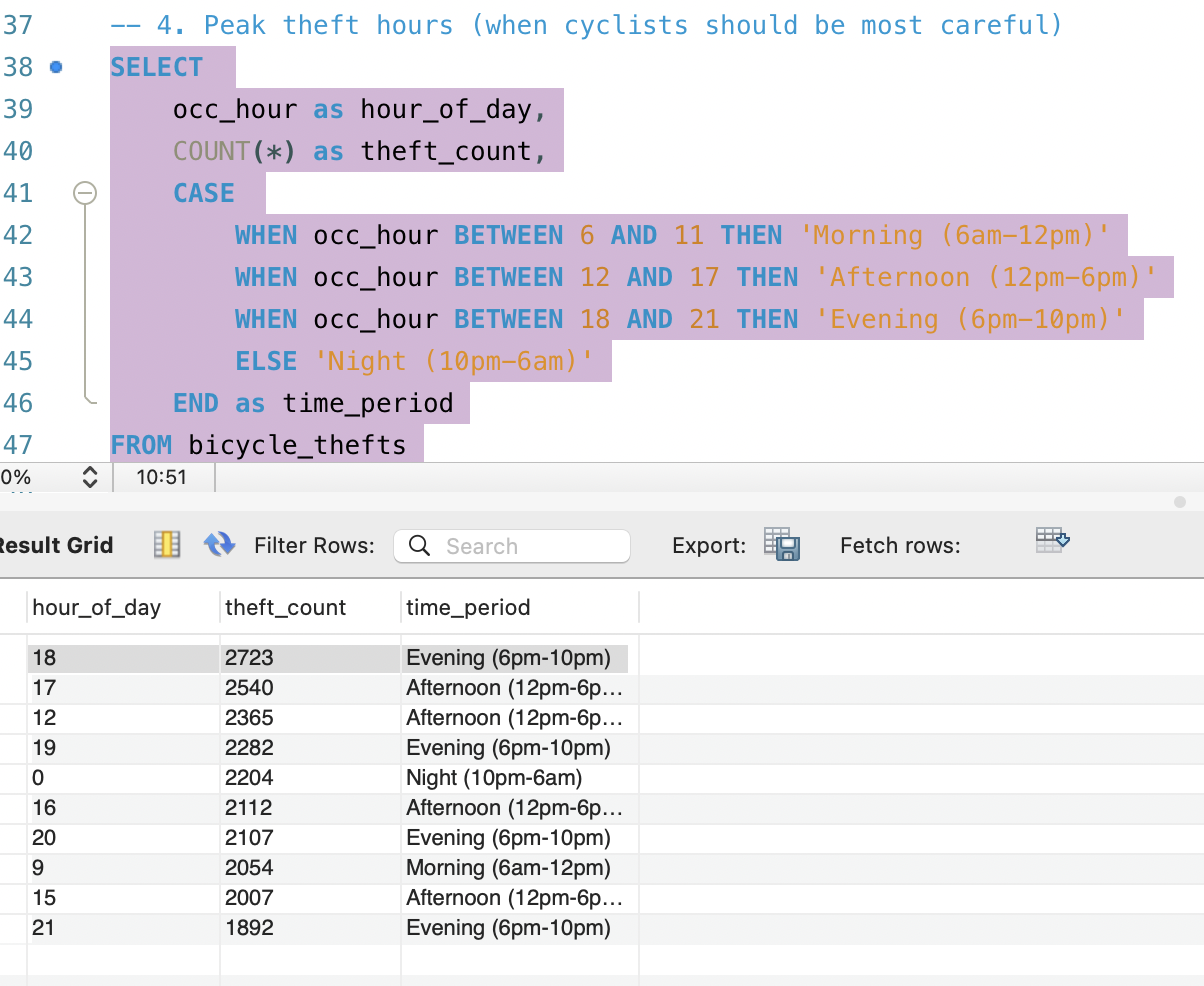 37 -- 4. Peak theft hours (when cyclists should be most careful)
38 SELECT
39 occ_hour as hour_of_day,
40 COUNT(*) as theft_count,
41 CASE
42 WHEN occ_hour BETWEEN 6 AND 11 THEN 'Morning (6am-12pm)'
43 WHEN occ_hour BETWEEN 12 AND 17 THEN 'Afternoon (12pm-6pm)'
44 WHEN occ_hour BETWEEN 18 AND 21 THEN 'Evening (6pm-10pm)'
45 ELSE 'Night (10pm-6am)'
46 END as time_period
47 FROM bicycle_thefts
0% 10:51
Result Grid Filter Rows: Search Export: Fetch rows:
hour_of_day theft_count time_period
18 2723 Evening (6pm-10pm)
17 2540 Afternoon (12pm-6p...
12 2365 Afternoon (12pm-6p...
19 2282 Evening (6pm-10pm)
0 2204 Night (10pm-6am)
16 2112 Afternoon (12pm-6p...
20 2107 Evening (6pm-10pm)
9 2054 Morning (6am-12pm)
15 2007 Afternoon (12pm-6p...
21 1892 Evening (6pm-10pm)